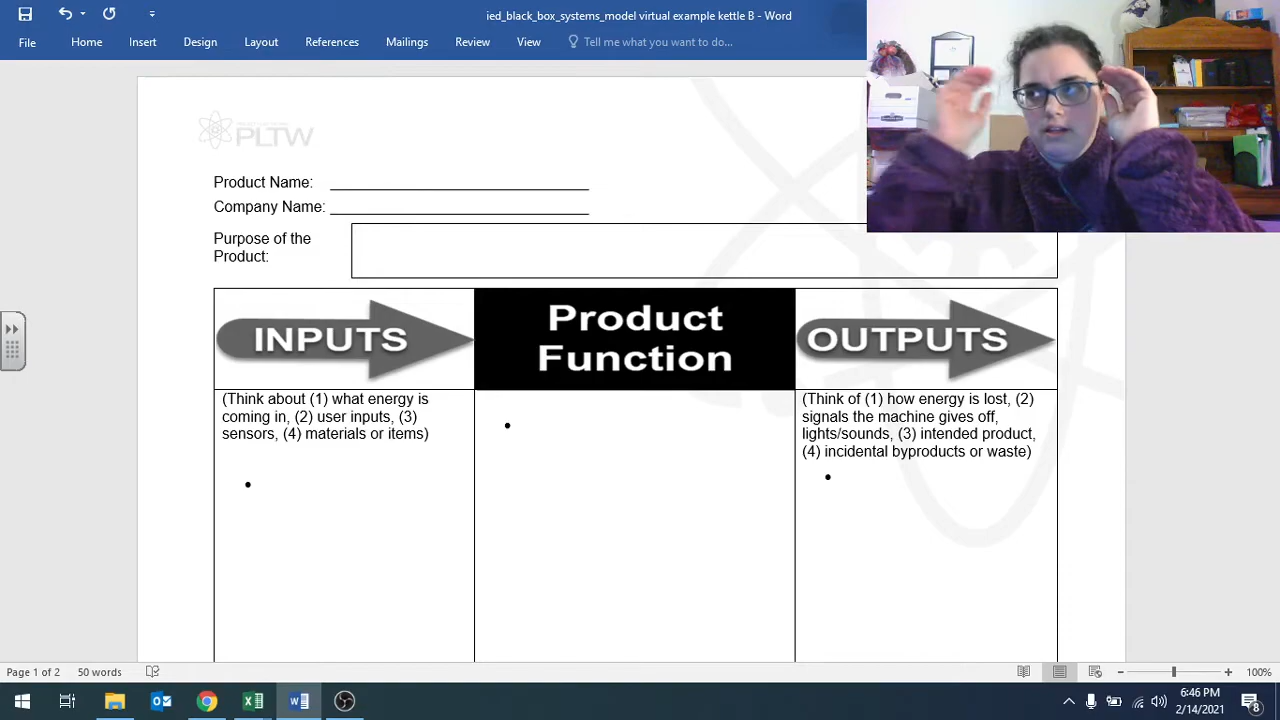 ied_black_box_systems_model virtual example kettle B - Word
File Home Insert Design Layout References Mailings Review View Tell me what you want to do...
PLTW
Product Name:
Company Name:
Purpose of the
Product:
INPUTS
Product
Function
OUTPUTS
(Think about (1) what energy is
coming in, (2) user inputs, (3)
sensors, (4) materials or items)
(Think of (1) how energy is lost, (2)
signals the machine gives off,
lights/sounds, (3) intended product,
(4) incidental byproducts or waste)
Page 1 of 2 50 words 100%
6:46 PM
2/14/2021
8